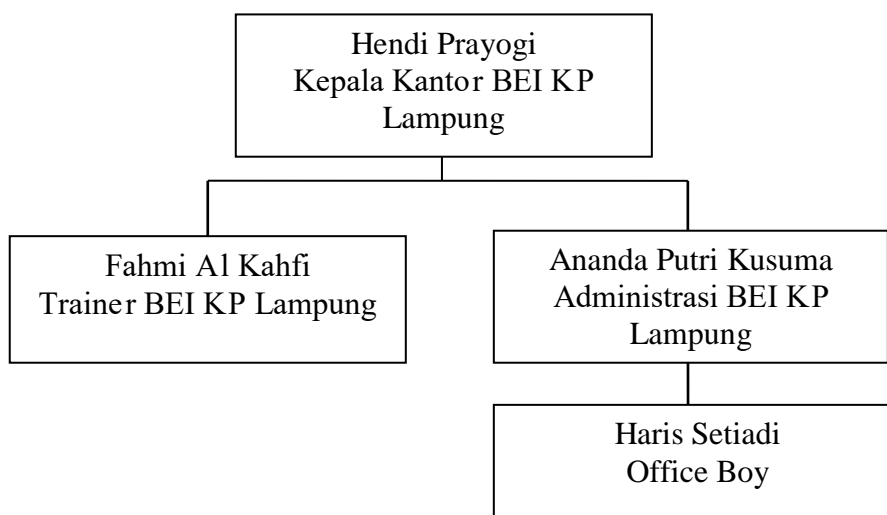 Hendi Prayogi
Kepala Kantor BEI KP
Lampung
Fahmi Al Kahfi
Trainer BEI KP Lampung
Ananda Putri Kusuma
Administrasi BEI KP
Lampung
Haris Setiadi
Office Boy